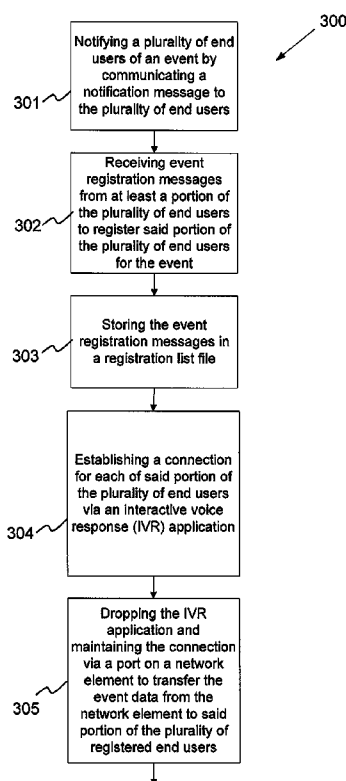 300
Notifying a plurality of end
users of an event by
communicating a
notification message to
the plurality of end users
301
Receiving event
registration messages
from at least a portion of
the plurality of end users
to register said portion of
the plurality of end users
for the event
302
Storing the event
registration messages in
a registration list file
303
Establishing a connection
for each of said portion of
the plurality of end users
via an interactive voice
response (IVR) application
304
Dropping the IVR
application and
maintaining the connection
via a port on a network
element to transfer the
event data from the
network element to said
portion of the plurality of
registered end users
305